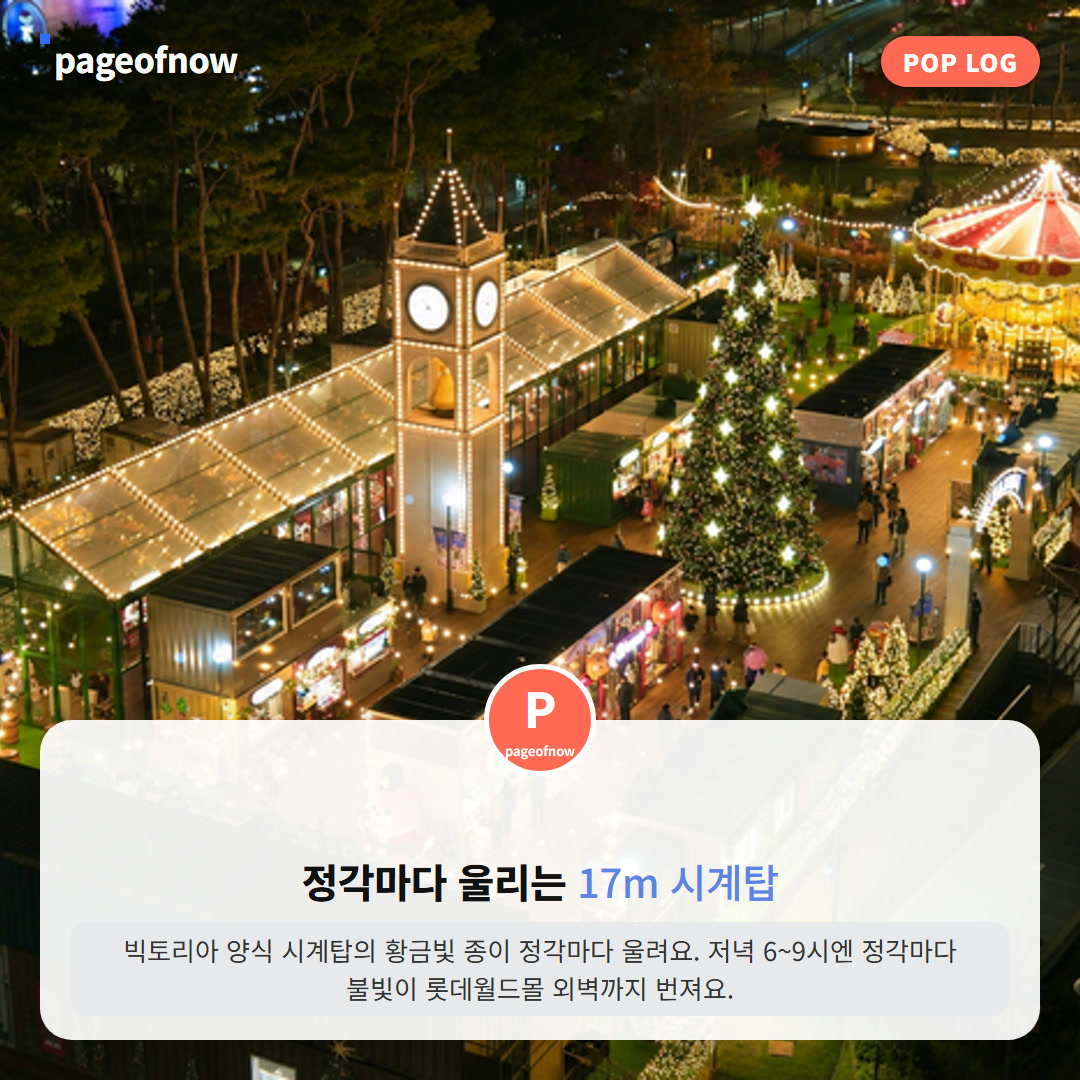 pageofnow
POP LOG
P
pageofnow
정각마다 울리는 17m 시계탑
빅토리아 양식 시계탑의 황금빛 종이 정각마다 울려요. 저녁 6~9시엔 정각마다
불빛이 롯데월드몰 외벽까지 번져요.